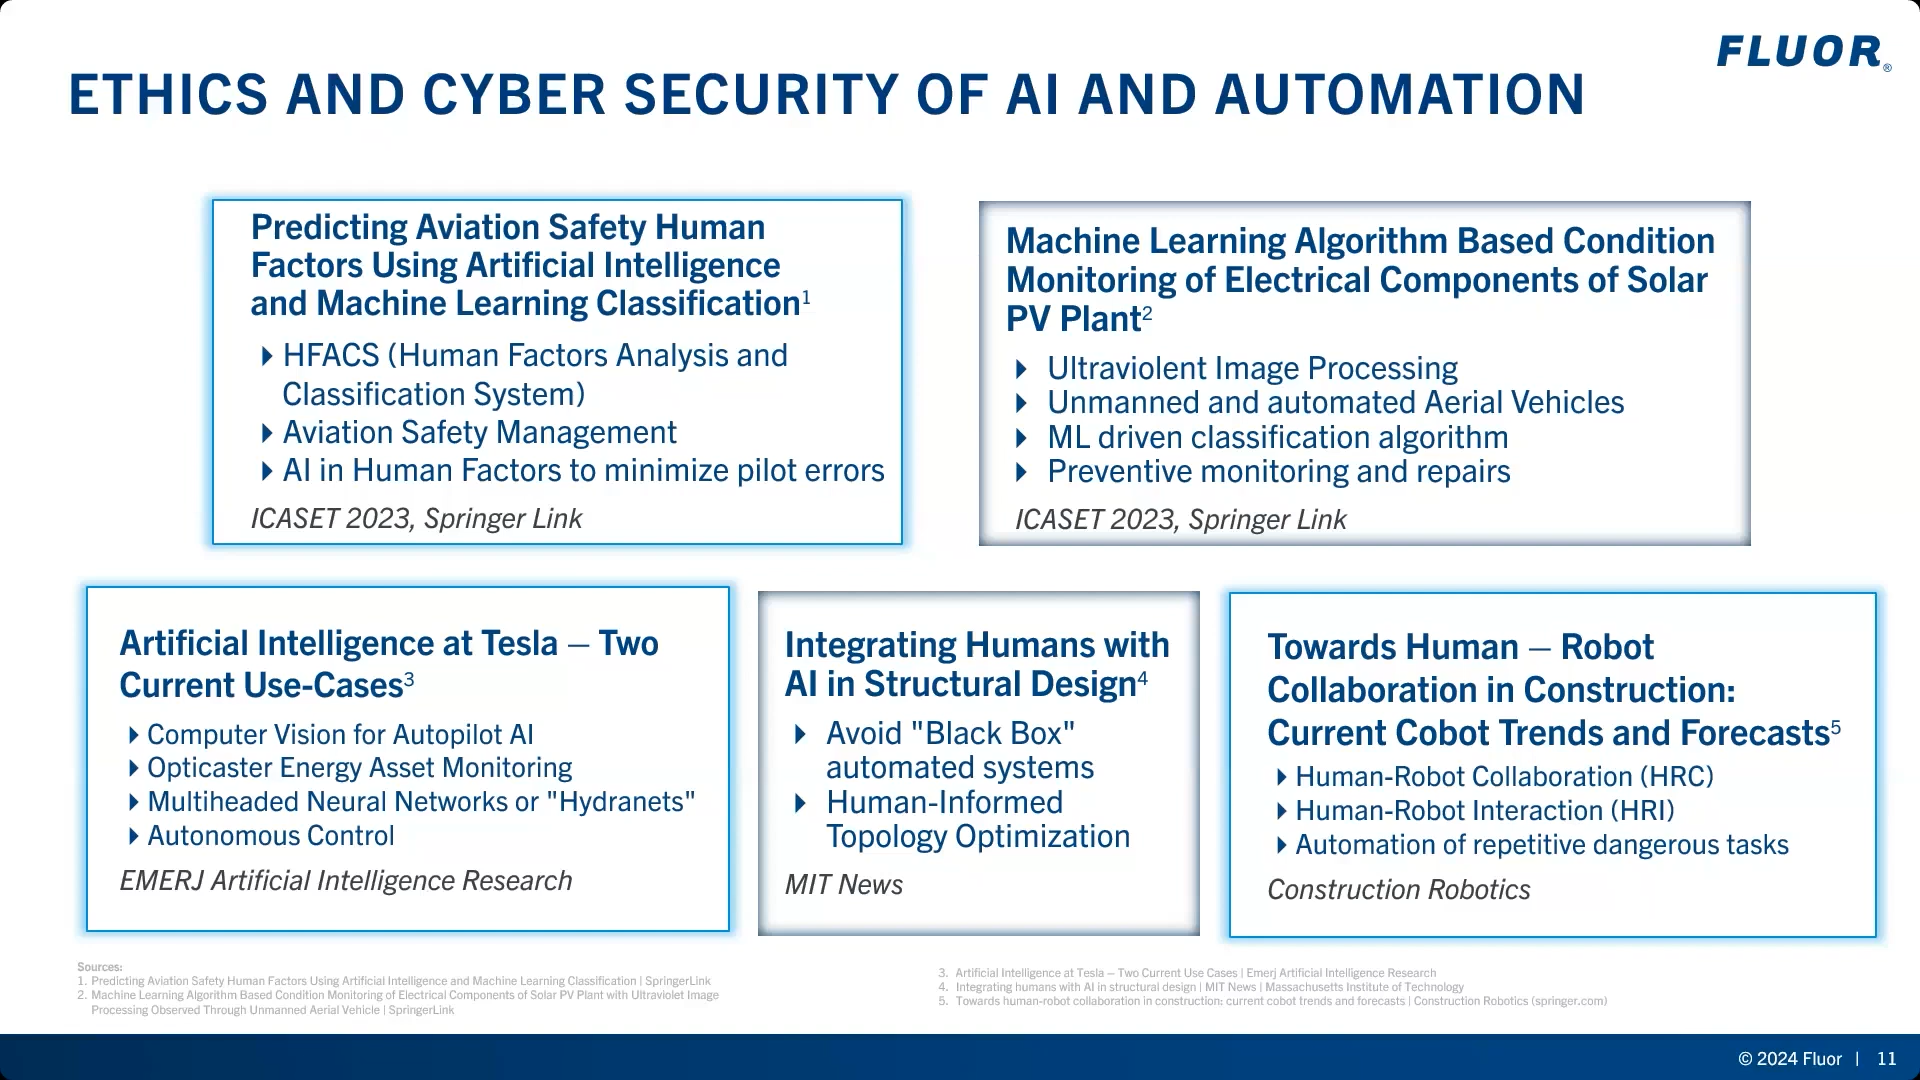 FLUOR®
ETHICS AND CYBER SECURITY OF AI AND AUTOMATION
Predicting Aviation Safety Human
Factors Using Artificial Intelligence
and Machine Learning Classification1
HFACS (Human Factors Analysis and
Classification System)
Aviation Safety Management
AI in Human Factors to minimize pilot errors
ICASET 2023, Springer Link
Machine Learning Algorithm Based Condition
Monitoring of Electrical Components of Solar
PV Plant2
Ultraviolent Image Processing
Unmanned and automated Aerial Vehicles
ML driven classification algorithm
Preventive monitoring and repairs
ICASET 2023, Springer Link
Artificial Intelligence at Tesla – Two
Current Use-Cases3
Computer Vision for Autopilot AI
Opticaster Energy Asset Monitoring
Multiheaded Neural Networks or "Hydranets"
Autonomous Control
EMERJ Artificial Intelligence Research
Integrating Humans with
AI in Structural Design4
Avoid "Black Box"
automated systems
Human-Informed
Topology Optimization
MIT News
Towards Human – Robot
Collaboration in Construction:
Current Cobot Trends and Forecasts5
Human-Robot Collaboration (HRC)
Human-Robot Interaction (HRI)
Automation of repetitive dangerous tasks
Construction Robotics
Sources:
1. Predicting Aviation Safety Human Factors Using Artificial Intelligence and Machine Learning Classification | SpringerLink
2. Machine Learning Algorithm Based Condition Monitoring of Electrical Components of Solar PV Plant with Ultraviolet Image
Processing Observed Through Unmanned Aerial Vehicle | SpringerLink
3. Artificial Intelligence at Tesla – Two Current Use Cases | Emerj Artificial Intelligence Research
4. Integrating humans with AI in structural design | MIT News | Massachusetts Institute of Technology
5. Towards human-robot collaboration in construction: current cobot trends and forecasts | Construction Robotics (springer.com)
© 2024 Fluor | 11